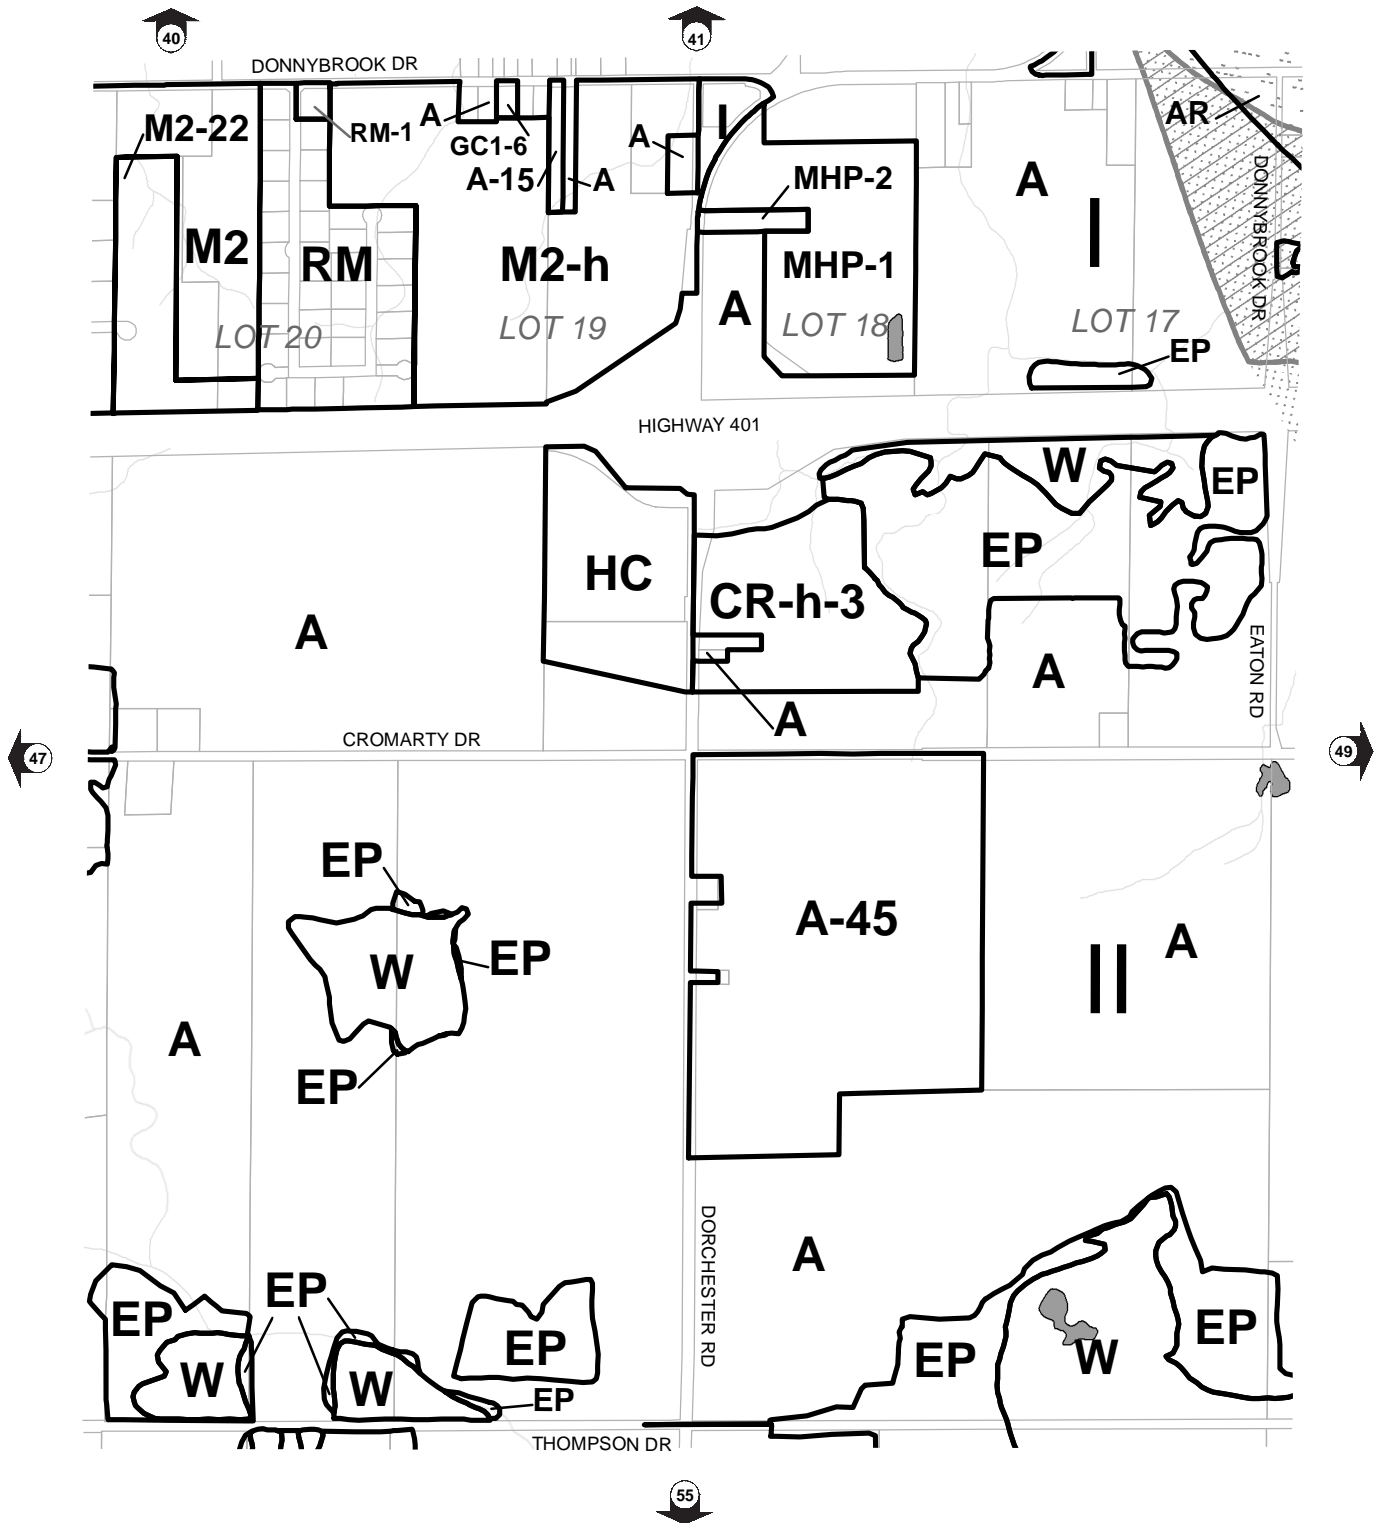 40
41
DONNYBROOK DR
M2-22
RM-1
A
GC1-6
A-15
A
A
I
MHP-2
AR
A
I
M2
RM
M2-h
MHP-1
A
DONNYBROOK DR
LOT 20
LOT 19
LOT 18
LOT 17
EP
HIGHWAY 401
W
EP
HC
EP
CR-h-3
A
A
A
EATON RD
CROMARTY DR
47
49
EP
A-45
W
EP
A
II
A
EP
DORCHESTER RD
A
EP
EP
EP
EP
W
W
EP
EP
W
EP
THOMPSON DR
55